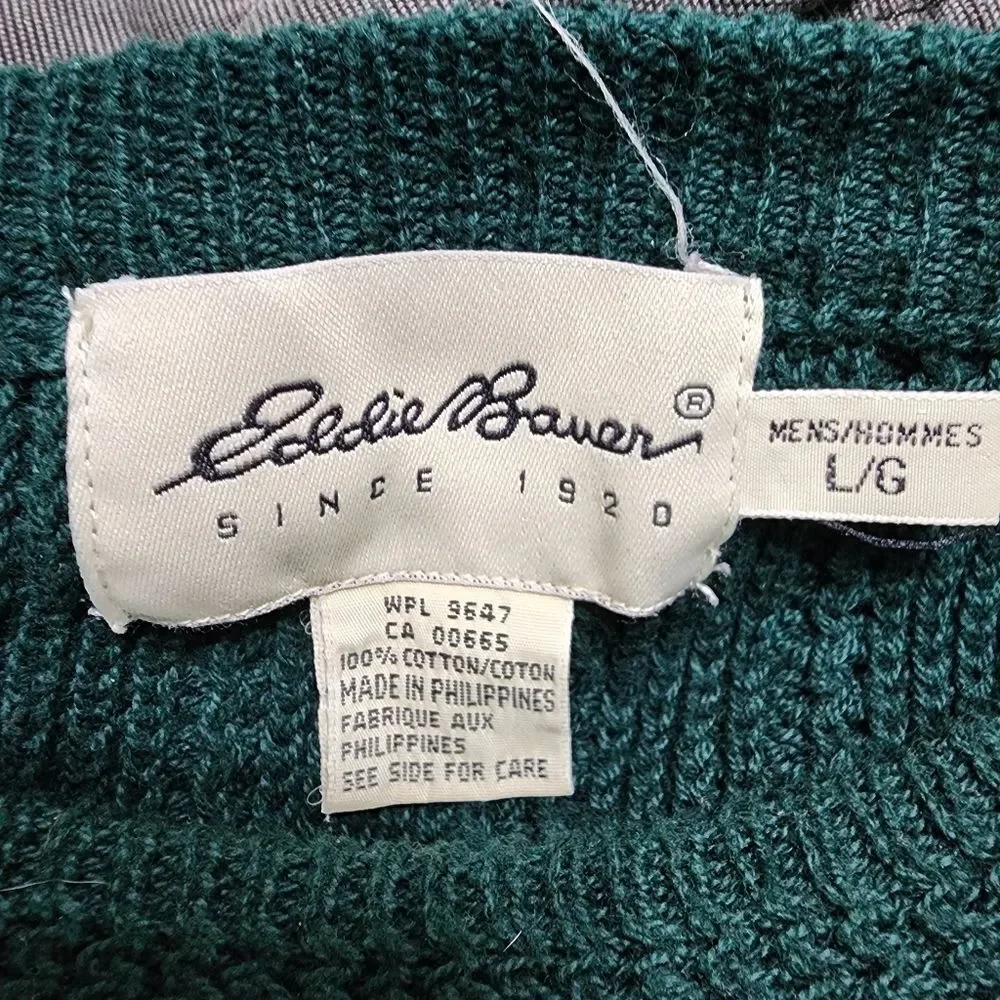 Eddie Bauer ®
SINCE 1920
MENS/HOMMES
L/G
WPL 9647
CA 00665
100% COTTON/COTON
MADE IN PHILIPPINES
FABRIQUE AUX
PHILIPPINES
SEE SIDE FOR CARE